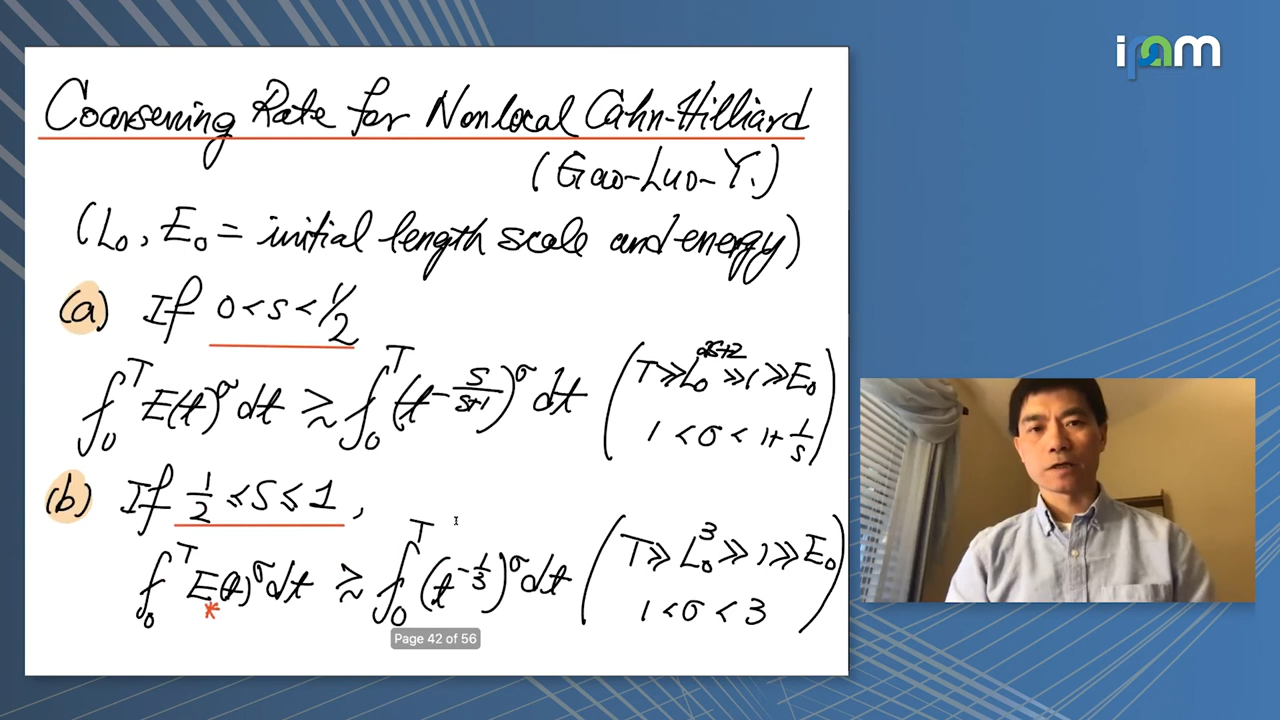 ipam
Coarsening Rate for Nonlocal Cahn-Hilliard
(Gao-Luo-Y.)
(L₀, E₀ = initial length scale and energy)
(a) If 0 < s < 1/2
⨍₀ᵀ E(t)^σ dt ≳ ⨍₀ᵀ (t^{-s/(s+1)})^σ dt (T ≫ L₀^{2s+2} ≫ 1 ≫ E₀
1 < σ < 1 + 1/s)
(b) If 1/2 ≤ s ≤ 1,
⨍₀ᵀ E(t)^σ dt ≳ ⨍₀ᵀ (t^{-1/3})^σ dt (T ≫ L₀³ ≫ 1 ≫ E₀
*
1 < σ < 3)
Page 42 of 56